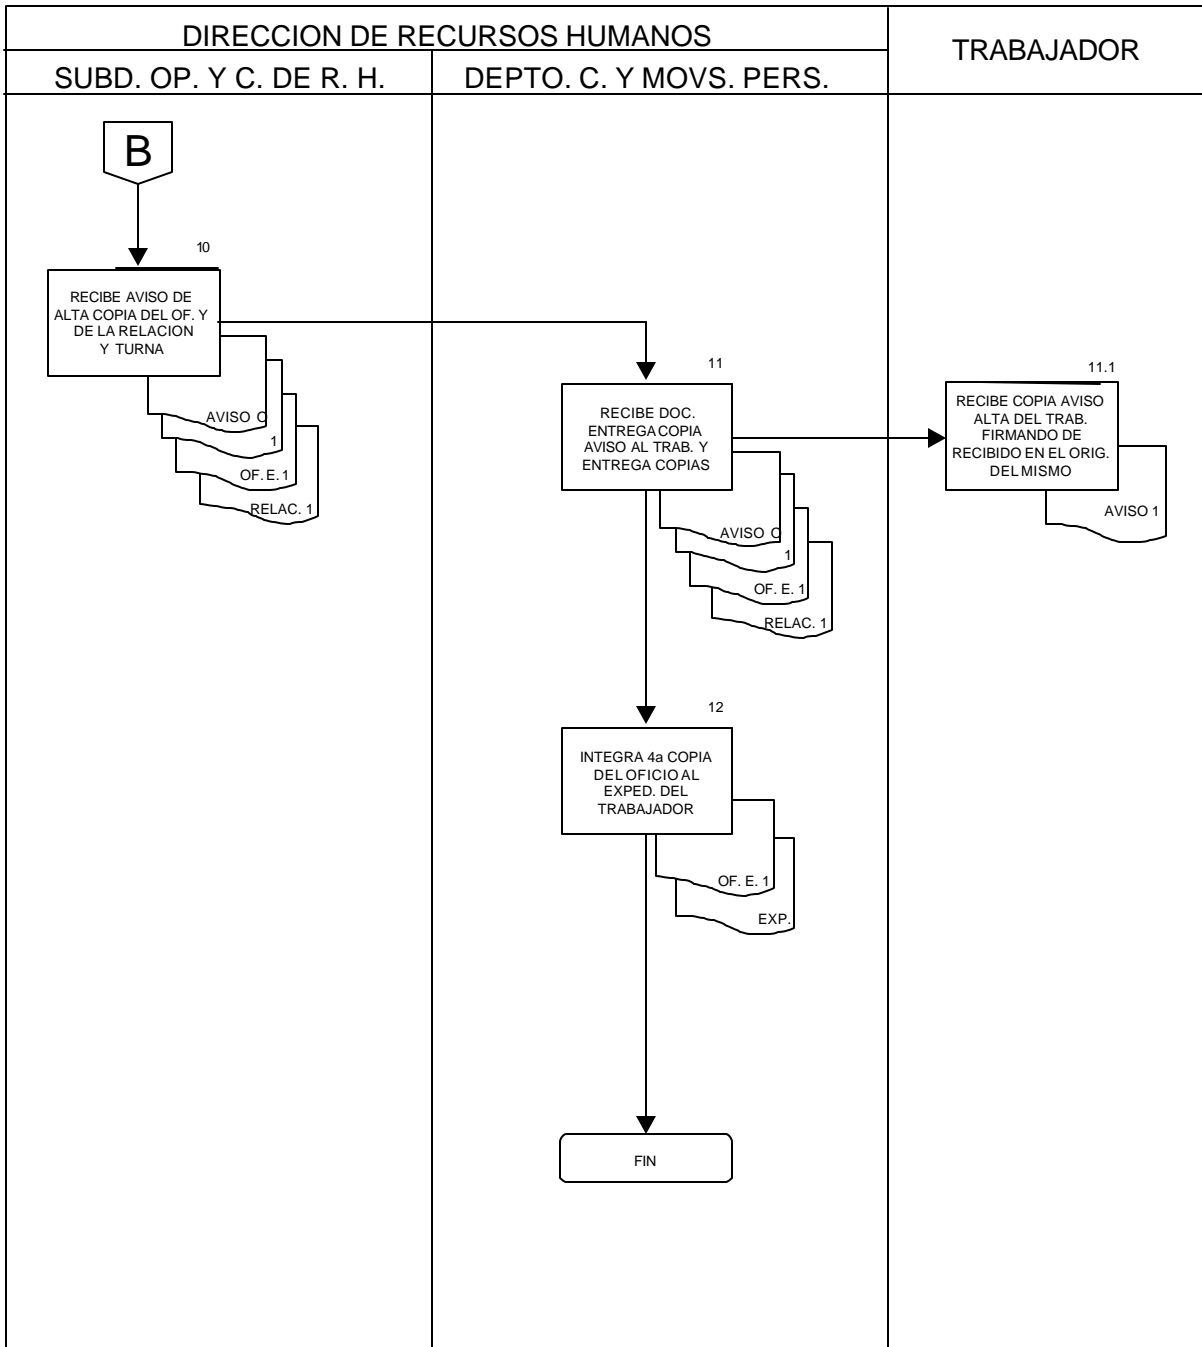 DIRECCION DE RECURSOS HUMANOS
TRABAJADOR
SUBD. OP. Y C. DE R. H.
DEPTO. C. Y MOVS. PERS.
B
10
RECIBE AVISO DE
ALTA COPIA DEL OF. Y
DE LA RELACION
Y TURNA
AVISO O
1
OF. E. 1
RELAC. 1
11
RECIBE DOC.
ENTREGA COPIA
AVISO AL TRAB. Y
ENTREGA COPIAS
AVISO O
1
OF. E. 1
RELAC. 1
11.1
RECIBE COPIA AVISO
ALTA DEL TRAB.
FIRMANDO DE
RECIBIDO EN EL ORIG.
DEL MISMO
AVISO 1
12
INTEGRA 4a COPIA
DEL OFICIO AL
EXPED. DEL
TRABAJADOR
OF. E. 1
EXP.
FIN